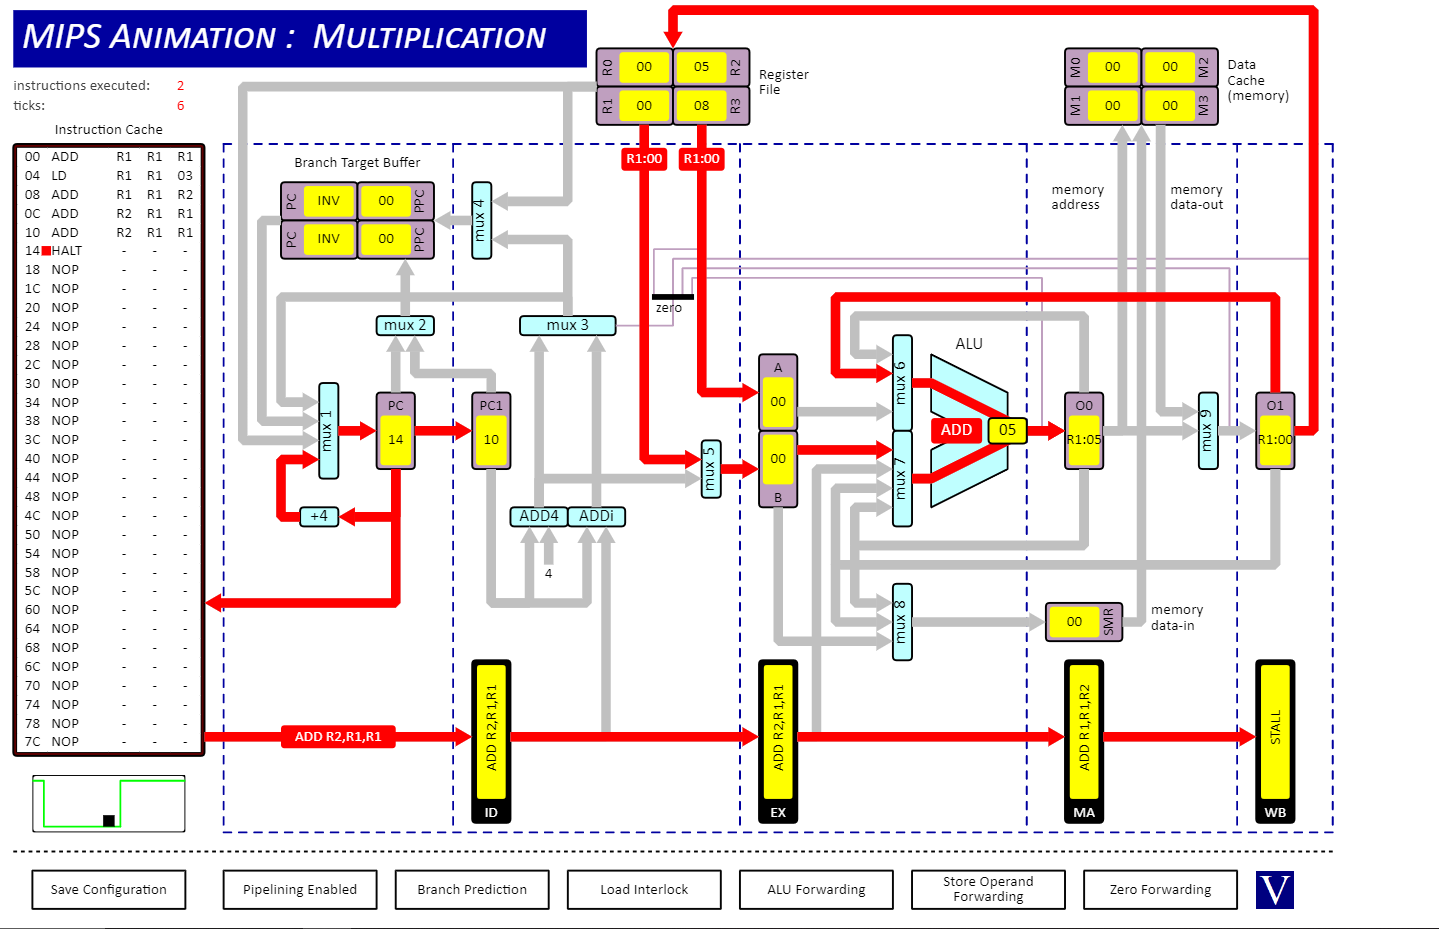 MIPS ANIMATION : MULTIPLICATION
instructions executed: 2
ticks: 6
Instruction Cache
00 ADD R1 R1 R1
04 LD R1 R1 03
08 ADD R1 R1 R2
0C ADD R2 R1 R1
10 ADD R2 R1 R1
14 HALT - - -
18 NOP - - -
1C NOP - - -
20 NOP - - -
24 NOP - - -
28 NOP - - -
2C NOP - - -
30 NOP - - -
34 NOP - - -
38 NOP - - -
3C NOP - - -
40 NOP - - -
44 NOP - - -
48 NOP - - -
4C NOP - - -
50 NOP - - -
54 NOP - - -
58 NOP - - -
5C NOP - - -
60 NOP - - -
64 NOP - - -
68 NOP - - -
6C NOP - - -
70 NOP - - -
74 NOP - - -
78 NOP - - -
7C NOP - - -
R0 00 05 R2
R1 00 08 R3
Register
File
M0 00 00 M2
M1 00 00 M3
Data
Cache
(memory)
R1:00 R1:00
Branch Target Buffer
PC INV 00 PPC
PC INV 00 PPC
mux 4
memory
address
memory
data-out
zero
mux 2
mux 3
ALU
mux 1
PC
14
PC1
10
A
00
00
B
mux 5
mux 6
mux 7
ADD
05
O0
R1:05
mux 9
O1
R1:00
+4
ADD4
ADDi
4
mux 8
00 SMR
memory
data-in
ADD R2,R1,R1
ADD R2,R1,R1
ID
ADD R2,R1,R1
EX
ADD R1,R1,R2
MA
STALL
WB
Save Configuration
Pipelining Enabled
Branch Prediction
Load Interlock
ALU Forwarding
Store Operand
Forwarding
Zero Forwarding
V